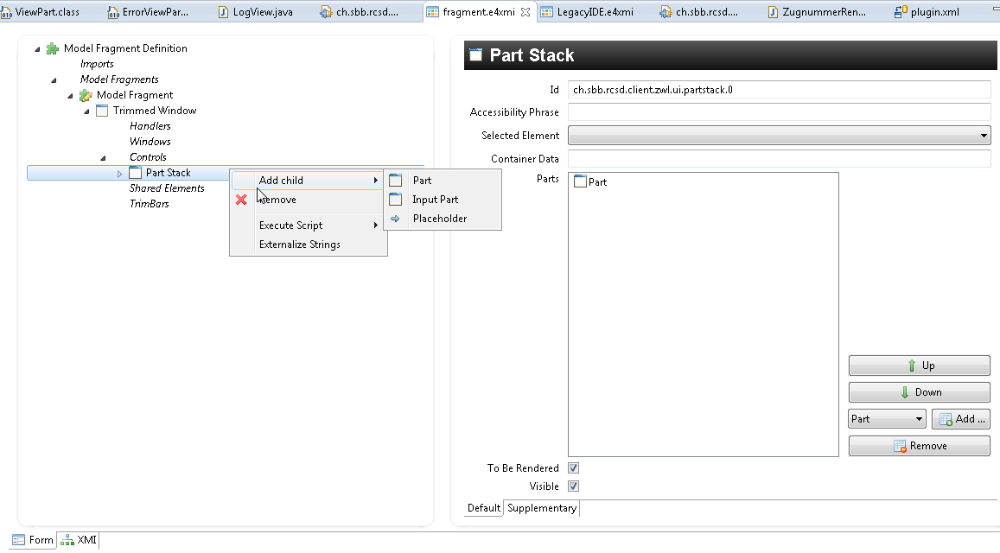 ViewPart.class
ErrorViewPar...
LogView.java
ch.sbb.rcsd....
fragment.e4xmi
LegacyIDE.e4xmi
ch.sbb.rcsd....
ZugnummerRen...
plugin.xml
Model Fragment Definition
Imports
Model Fragments
Model Fragment
Trimmed Window
Handlers
Windows
Controls
Part Stack
Shared Elements
TrimBars
Add child
Remove
Execute Script
Externalize Strings
Part
Input Part
Placeholder
Part Stack
Id ch.sbb.rcsd.client.zwl.ui.partstack.0
Accessibility Phrase
Selected Element
Container Data
Parts Part
Up
Down
Part Add ...
Remove
To Be Rendered
Visible
Default Supplementary
Form XMI